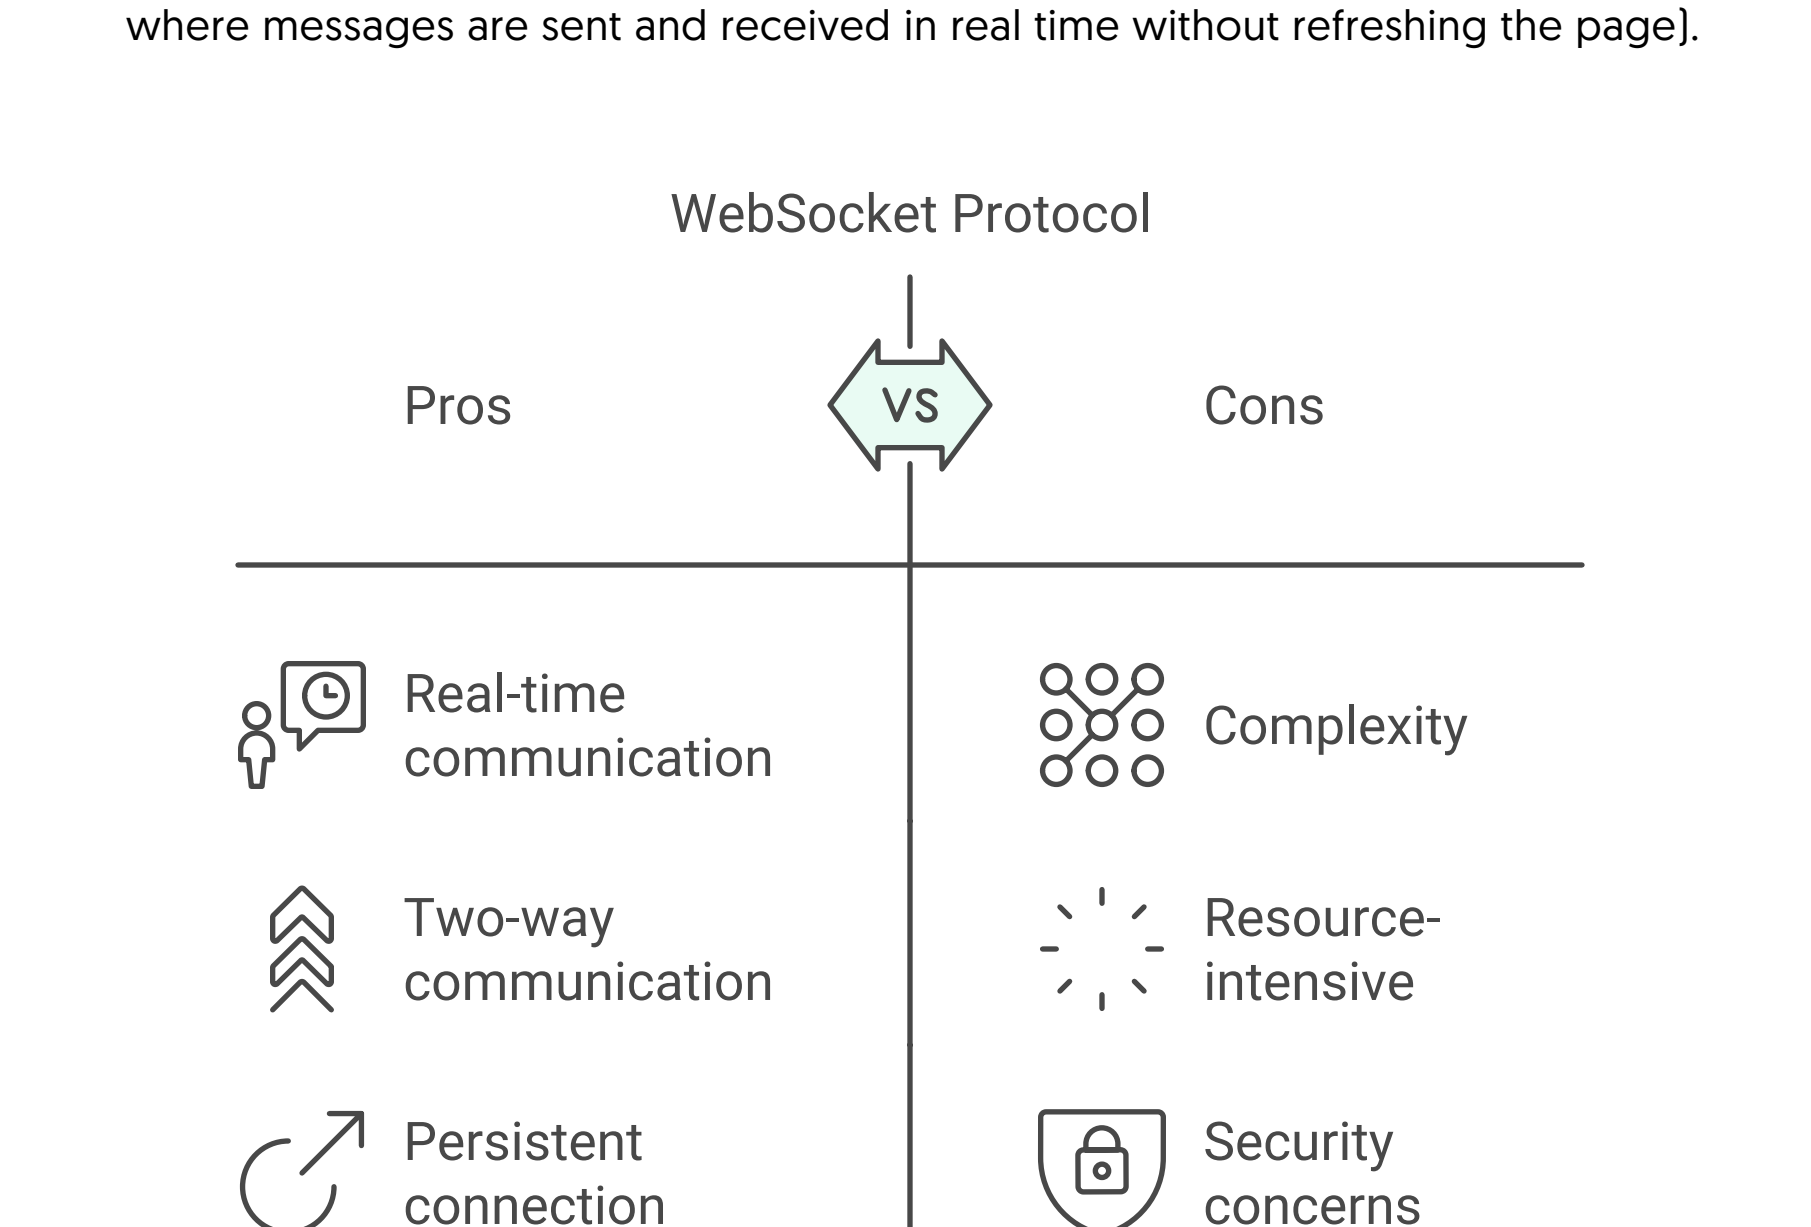 where messages are sent and received in real time without refreshing the page).
WebSocket Protocol
Pros
VS
Cons
Real-time
communication
Complexity
Two-way
communication
Resource-
intensive
Persistent
connection
Security
concerns